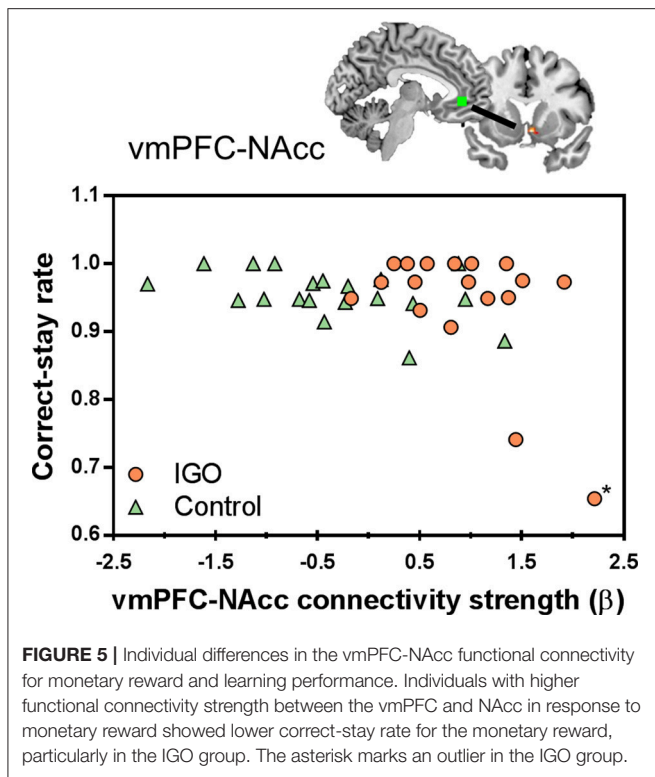 vmPFC-NAcc
1.1
1.0
0.9
0.8
0.7
0.6
Correct-stay rate
IGO
Control
*
-2.5
-1.5
-0.5
0.5
1.5
2.5
vmPFC-NAcc connectivity strength (β)
FIGURE 5 | Individual differences in the vmPFC-NAcc functional connectivity
for monetary reward and learning performance. Individuals with higher
functional connectivity strength between the vmPFC and NAcc in response to
monetary reward showed lower correct-stay rate for the monetary reward,
particularly in the IGO group. The asterisk marks an outlier in the IGO group.